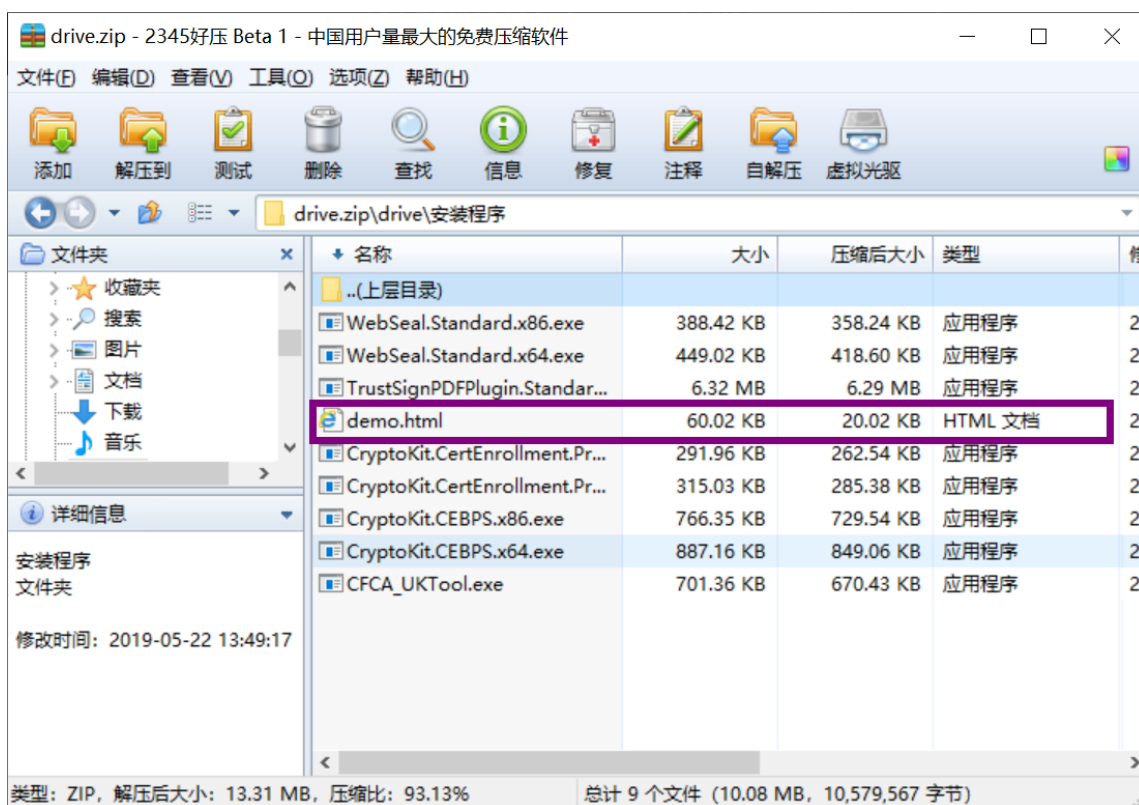 drive.zip - 2345好压 Beta 1 - 中国用户量最大的免费压缩软件
文件(F) 编辑(D) 查看(V) 工具(O) 选项(Z) 帮助(H)
添加 解压到 测试 删除 查找 信息 修复 注释 自解压 虚拟光驱
drive.zip\drive\安装程序
文件夹
收藏夹
搜索
图片
文档
下载
音乐
详细信息
安装程序
文件夹
修改时间: 2019-05-22 13:49:17
名称 大小 压缩后大小 类型
..(上层目录)
WebSeal.Standard.x86.exe 388.42 KB 358.24 KB 应用程序 2
WebSeal.Standard.x64.exe 449.02 KB 418.60 KB 应用程序 2
TrustSignPDFPlugin.Standar... 6.32 MB 6.29 MB 应用程序 2
demo.html 60.02 KB 20.02 KB HTML 文档 2
CryptoKit.CertEnrollment.Pr... 291.96 KB 262.54 KB 应用程序 2
CryptoKit.CertEnrollment.Pr... 315.03 KB 285.38 KB 应用程序 2
CryptoKit.CEBPS.x86.exe 766.35 KB 729.54 KB 应用程序 2
CryptoKit.CEBPS.x64.exe 887.16 KB 849.06 KB 应用程序 2
CFCA_UKTool.exe 701.36 KB 670.43 KB 应用程序 2
类型: ZIP, 解压后大小: 13.31 MB, 压缩比: 93.13%
总计 9 个文件 (10.08 MB, 10,579,567 字节)